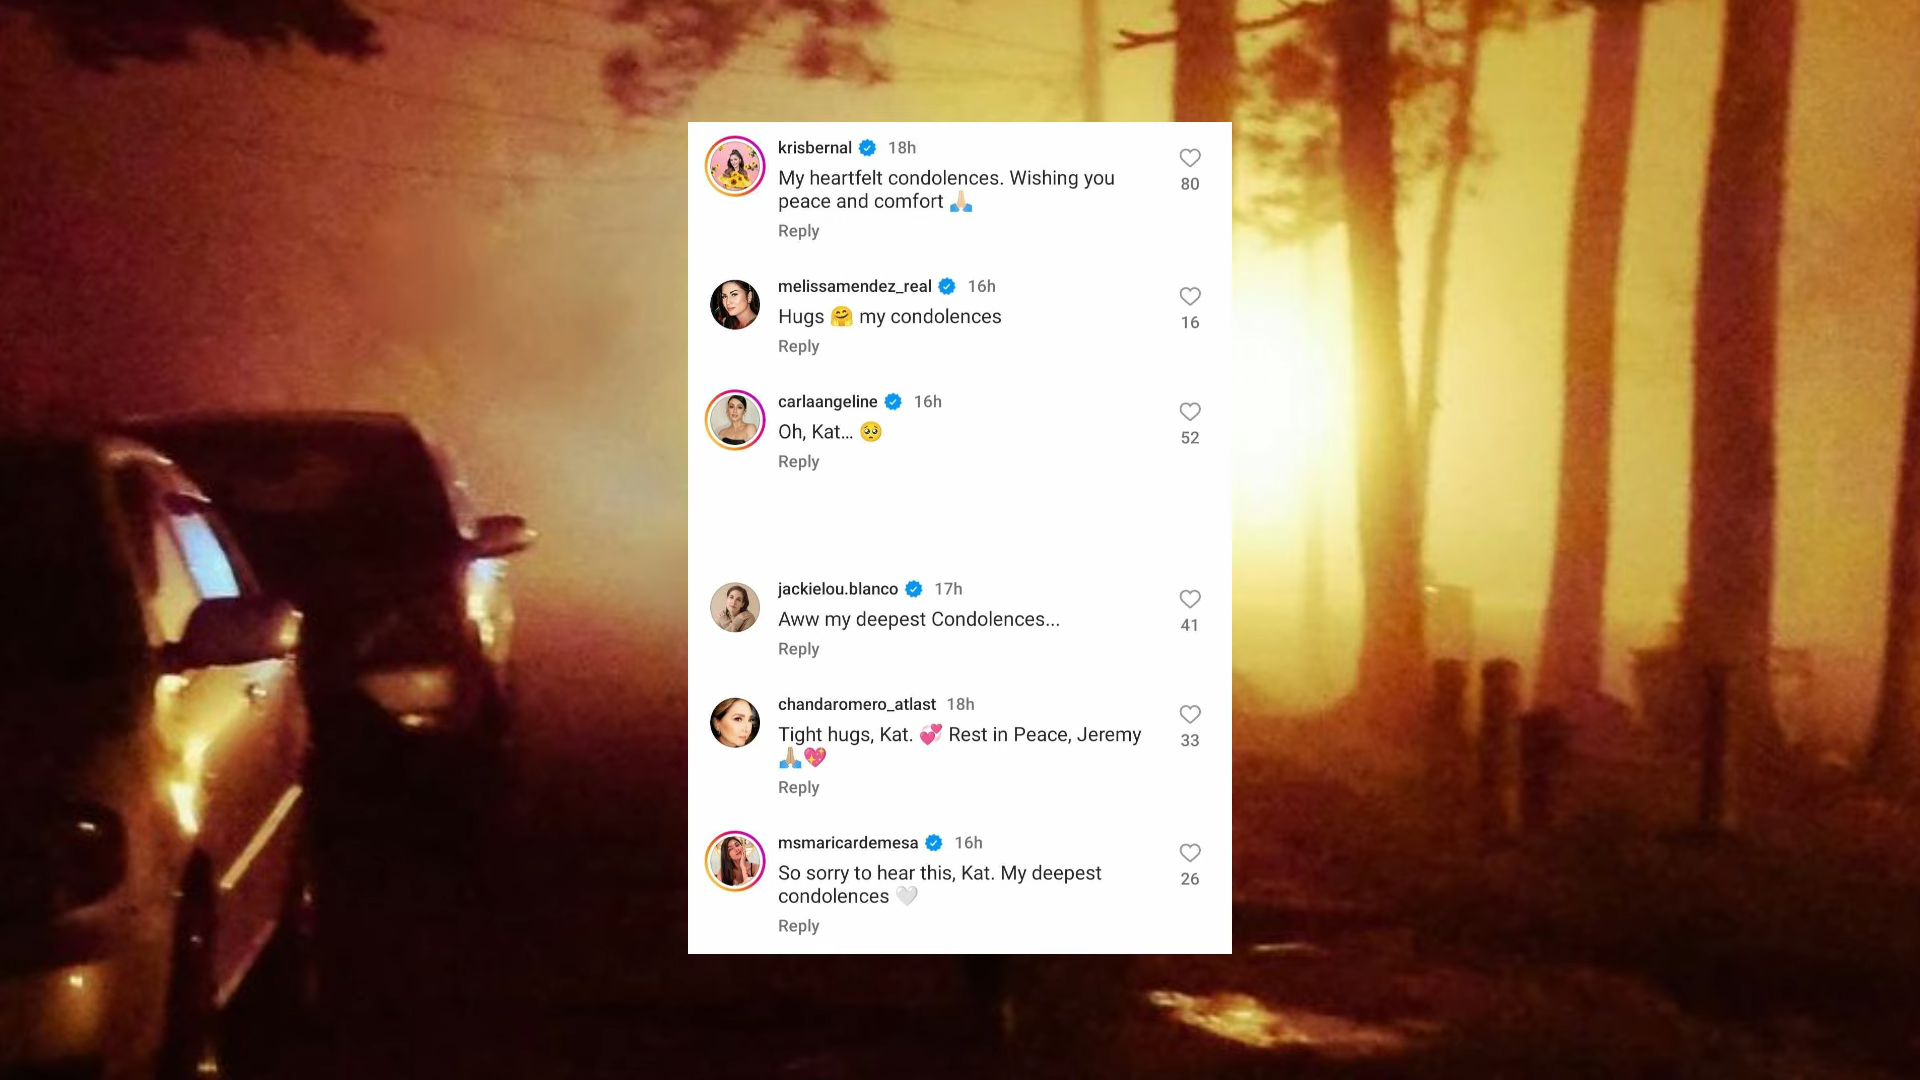 krisbernal 18h
My heartfelt condolences. Wishing you
peace and comfort 🙏🏻
80
Reply
melissamendez_real 16h
Hugs 🤗 my condolences
16
Reply
carlaangeline 16h
Oh, Kat... 🥺
52
Reply
jackielou.blanco 17h
Aww my deepest Condolences...
41
Reply
chandaromero_atlast 18h
Tight hugs, Kat. 💞 Rest in Peace, Jeremy
🙏🏽💖
33
Reply
msmaricardemesa 16h
So sorry to hear this, Kat. My deepest
condolences 🤍
26
Reply